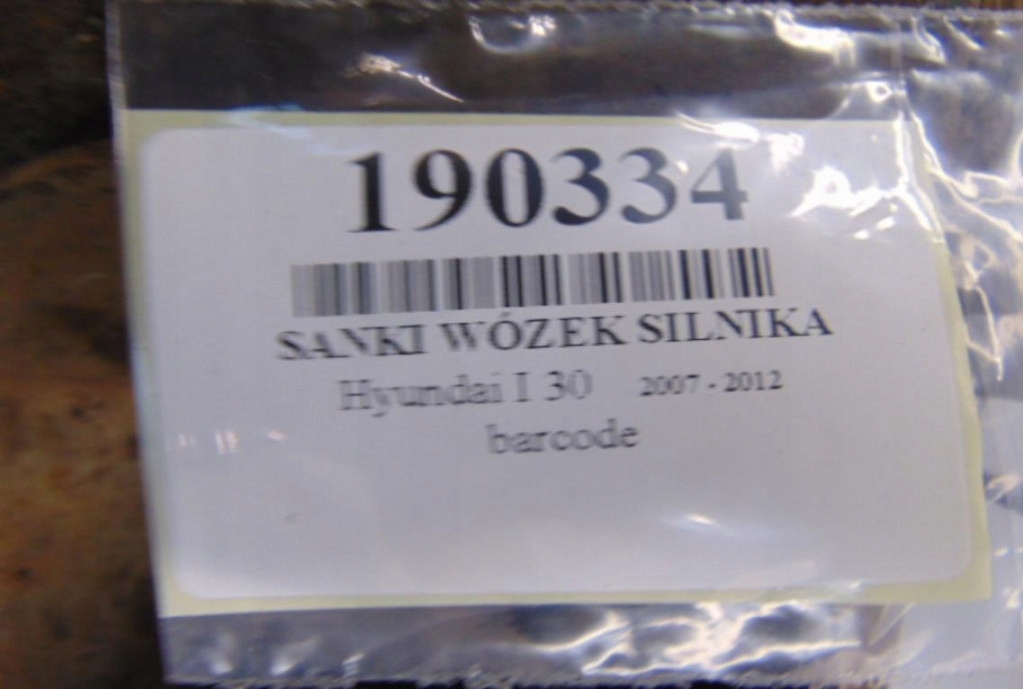 190334
SANKI WÓZEK SILNIKA
Hyundai I 30 2007 - 2012
barcode